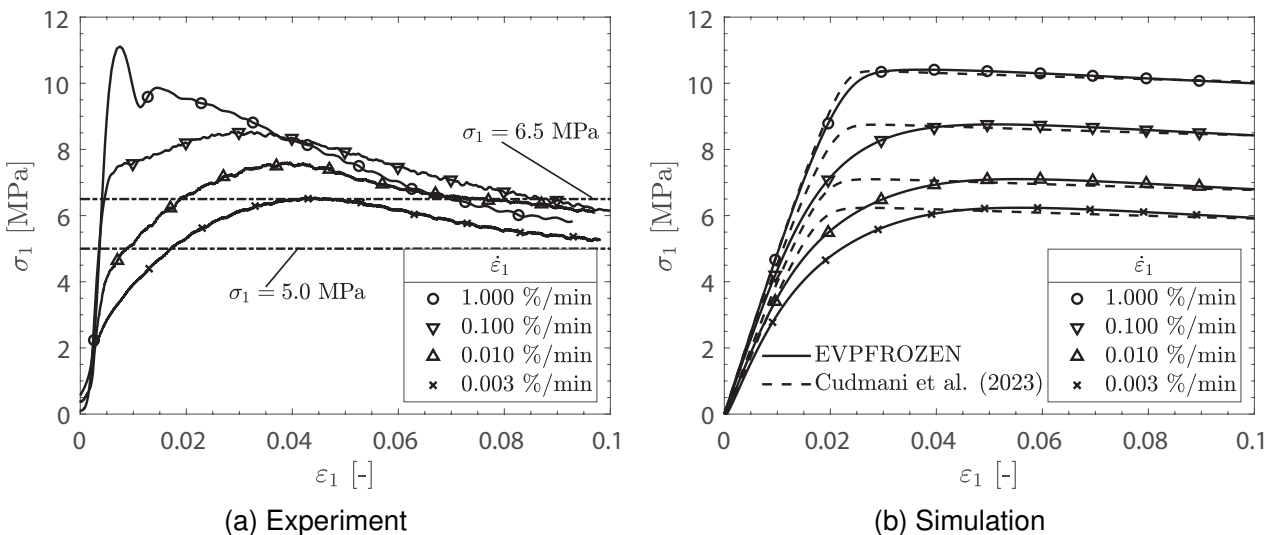 12
10
8
6
4
2
0
σ₁ [MPa]
σ₁ = 6.5 MPa
σ₁ = 5.0 MPa
ε̇₁
1.000 %/min
0.100 %/min
0.010 %/min
0.003 %/min
0 0.02 0.04 0.06 0.08 0.1
ε₁ [-]
(a) Experiment
12
10
8
6
4
2
0
σ₁ [MPa]
EVPFROZEN
Cudmani et al. (2023)
ε̇₁
1.000 %/min
0.100 %/min
0.010 %/min
0.003 %/min
0 0.02 0.04 0.06 0.08 0.1
ε₁ [-]
(b) Simulation